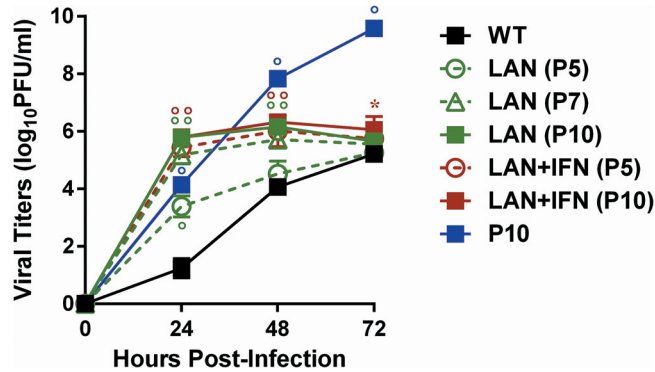 Viral Titers (log10PFU/ml)
10
8
6
4
2
0
0
24
48
72
Hours Post-Infection
*
WT
LAN (P5)
LAN (P7)
LAN (P10)
LAN+IFN (P5)
LAN+IFN (P10)
P10